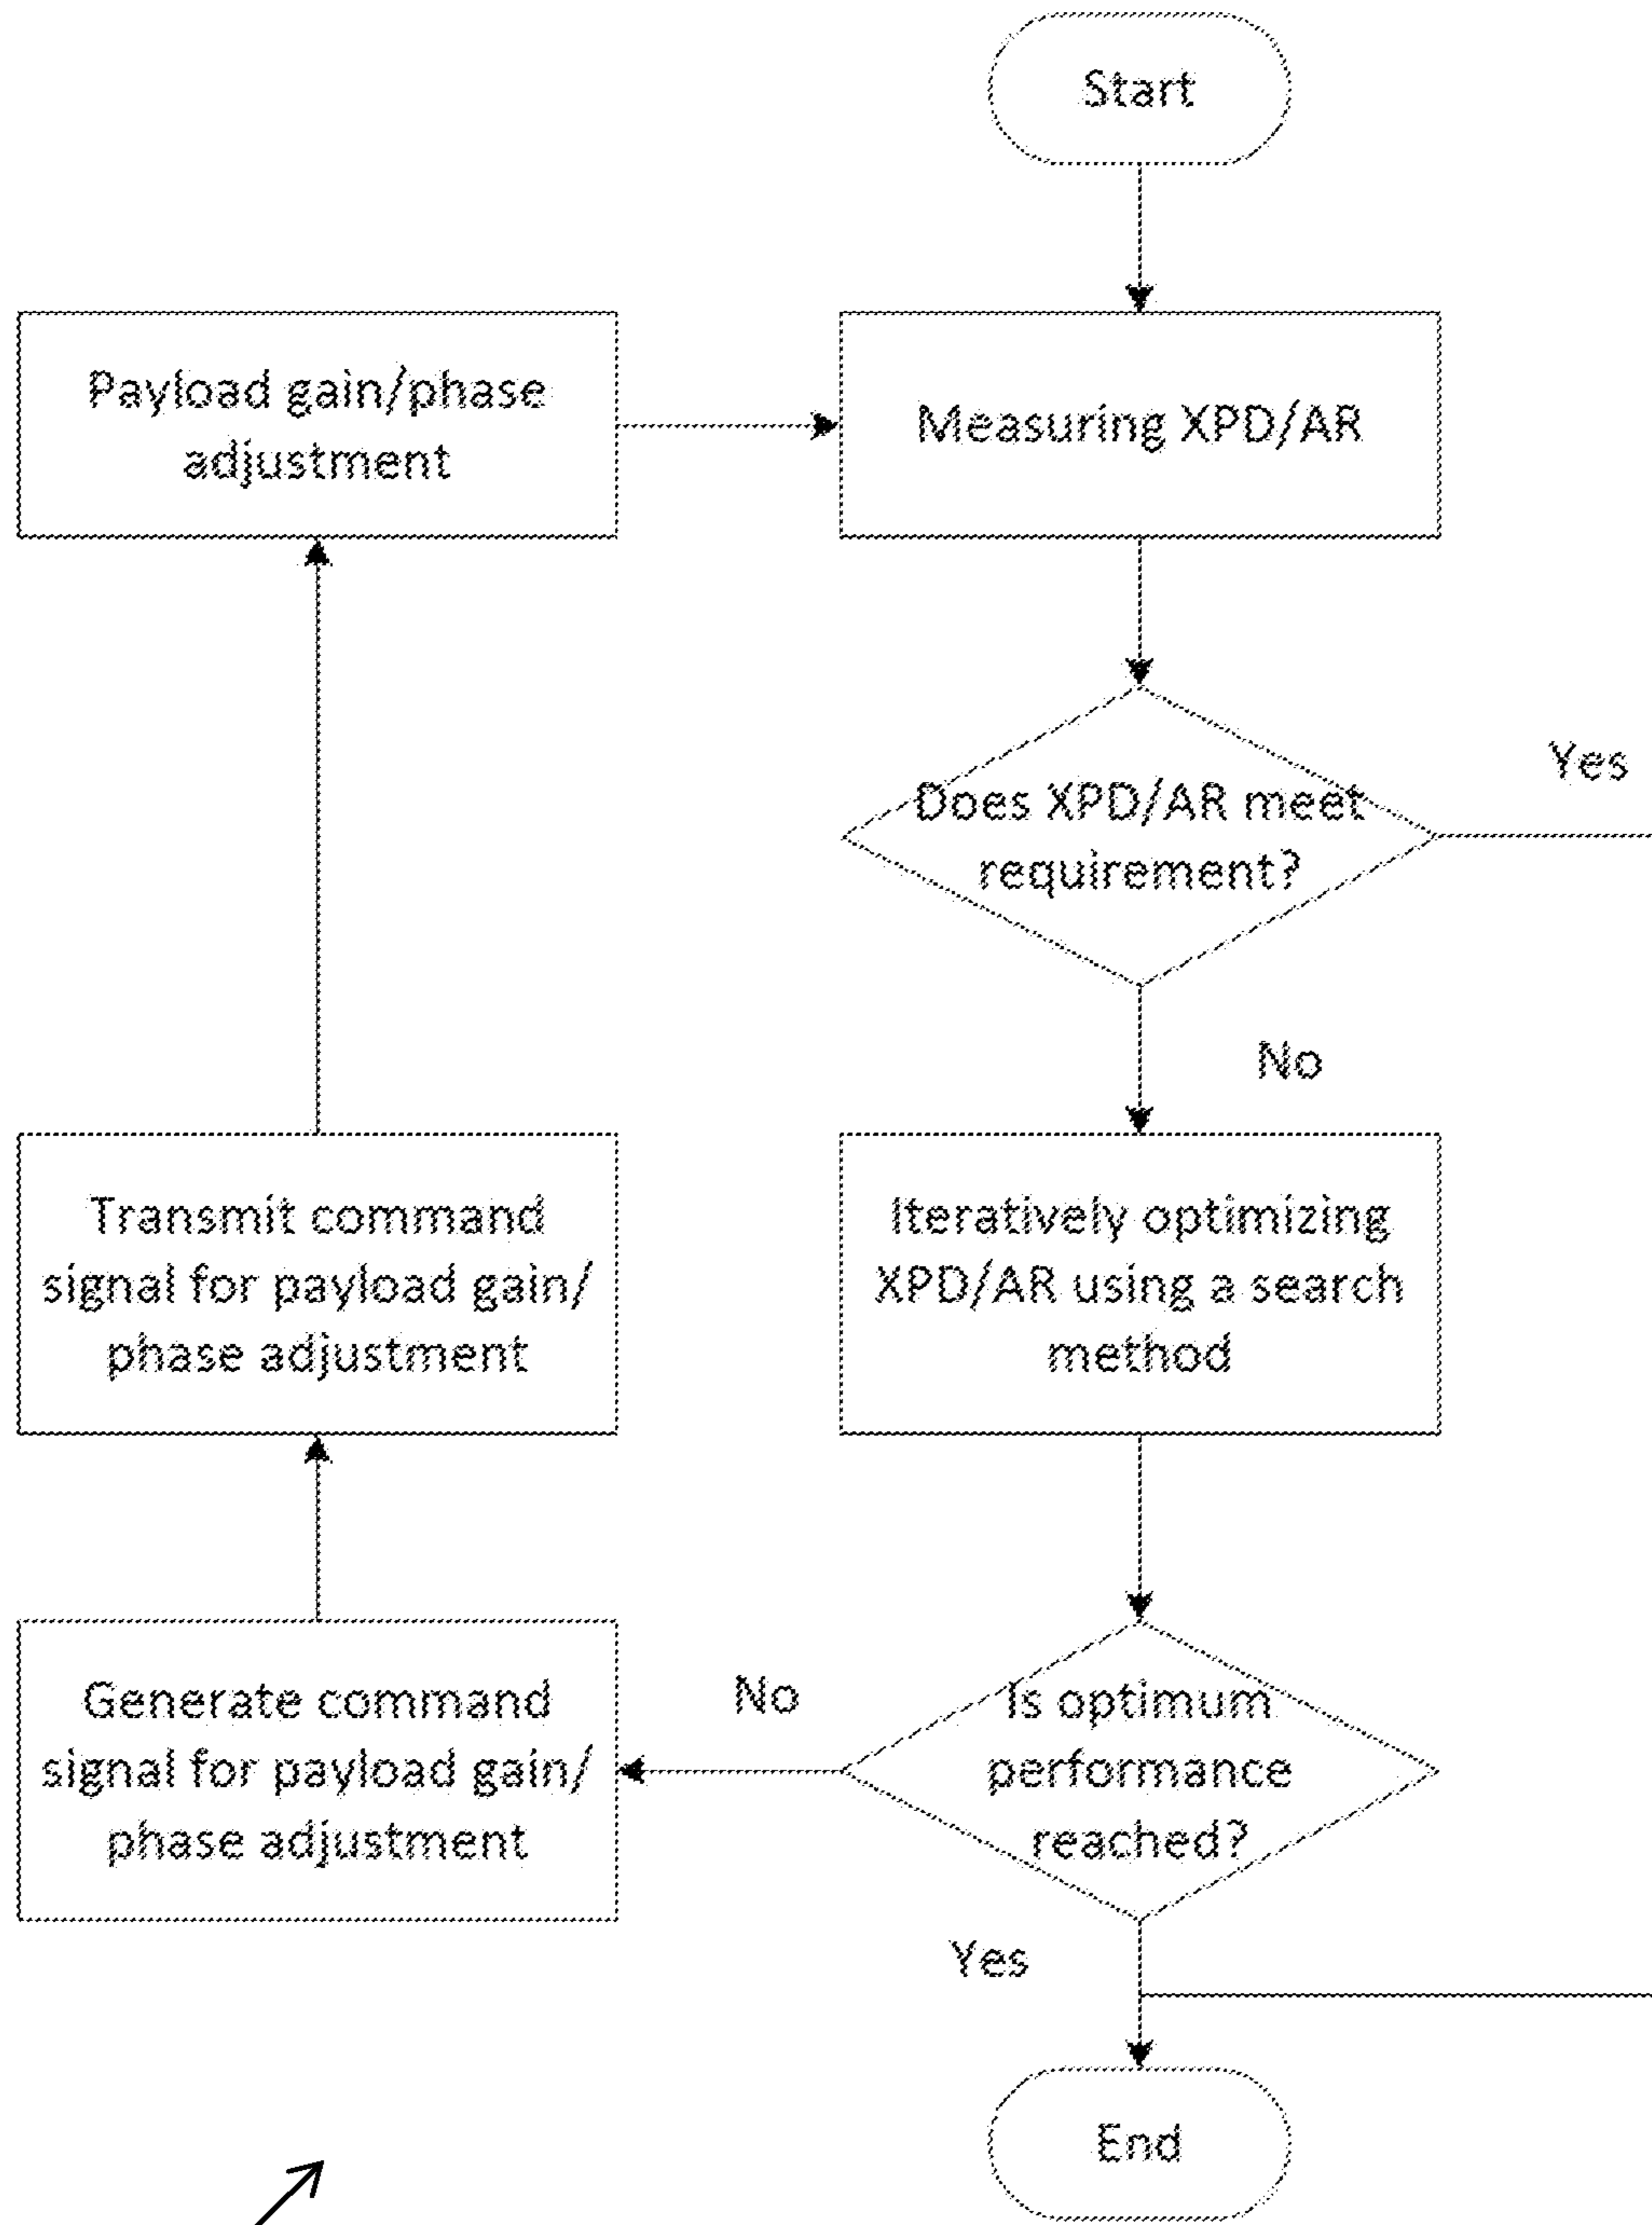 Start
Payload gain/phase
adjustment
Measuring XPD/AR
Does XPD/AR meet
requirement?
Yes
No
Transmit command
signal for payload gain/
phase adjustment
Iteratively optimizing
XPD/AR using a search
method
Generate command
signal for payload gain/
phase adjustment
No
Is optimum
performance
reached?
Yes
End